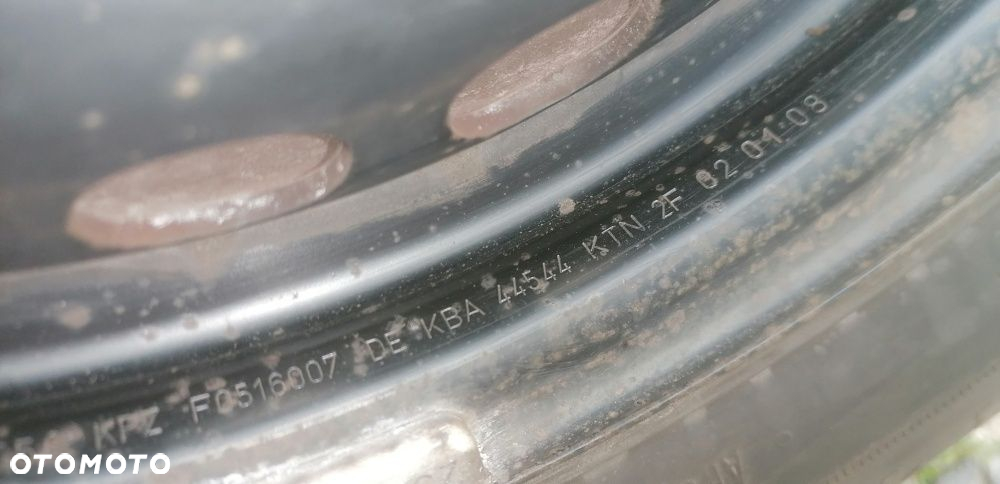 KPZ F0516007 DE KBA 44544 KTN 2F 02 01 08
OTOMOTO